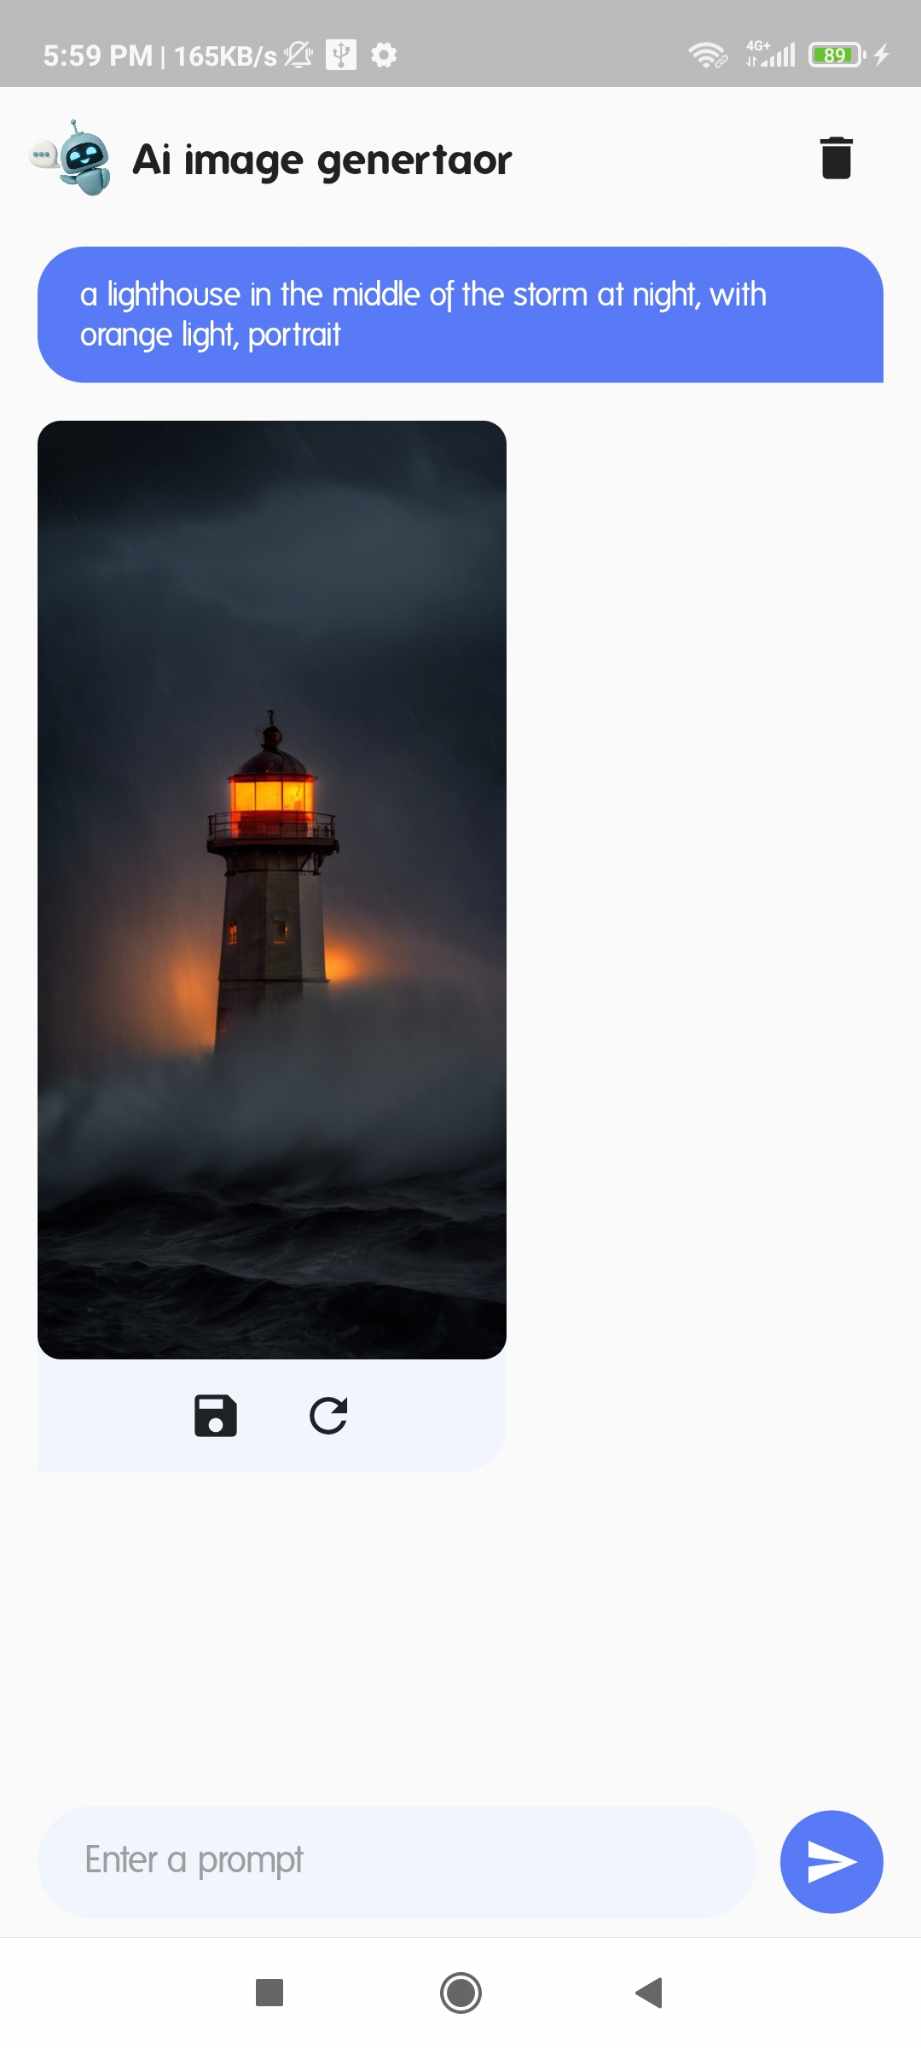 5:59 PM | 165KB/s 4G+ 89
Ai image genertaor
a lighthouse in the middle of the storm at night, with
orange light, portrait
Enter a prompt